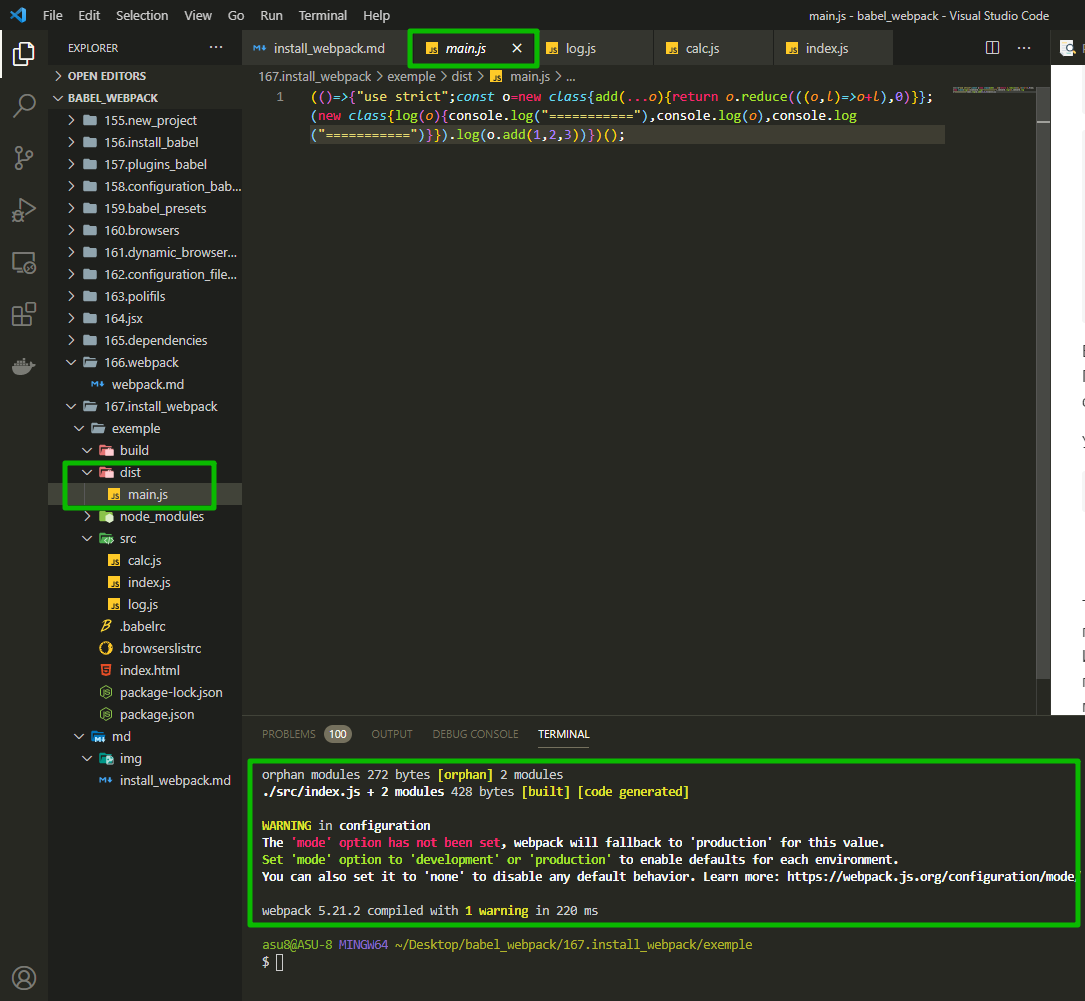 File Edit Selection View Go Run Terminal Help main.js - babel_webpack - Visual Studio Code
EXPLORER ···
OPEN EDITORS
BABEL_WEBPACK
155.new_project
156.install_babel
157.plugins_babel
158.configuration_bab...
159.babel_presets
160.browsers
161.dynamic_browser...
162.configuration_file...
163.polifils
164.jsx
165.dependencies
166.webpack
webpack.md
167.install_webpack
exemple
build
dist
main.js
node_modules
src
calc.js
index.js
log.js
.babelrc
.browserslistrc
index.html
package-lock.json
package.json
md
img
install_webpack.md
install_webpack.md main.js log.js calc.js index.js
167.install_webpack > exemple > dist > main.js > ...
1 (()=>{"use strict";const o=new class{add(...o){return o.reduce(((o,l)=>o+l),0)}};
(new class{log(o){console.log("==========="),console.log(o),console.log
("===========")}}).log(o.add(1,2,3))})();
PROBLEMS 100 OUTPUT DEBUG CONSOLE TERMINAL
orphan modules 272 bytes [orphan] 2 modules
./src/index.js + 2 modules 428 bytes [built] [code generated]
WARNING in configuration
The 'mode' option has not been set, webpack will fallback to 'production' for this value.
Set 'mode' option to 'development' or 'production' to enable defaults for each environment.
You can also set it to 'none' to disable any default behavior. Learn more: https://webpack.js.org/configuration/mode/
webpack 5.21.2 compiled with 1 warning in 220 ms
asu8@ASU-8 MINGW64 ~/Desktop/babel_webpack/167.install_webpack/exemple
$